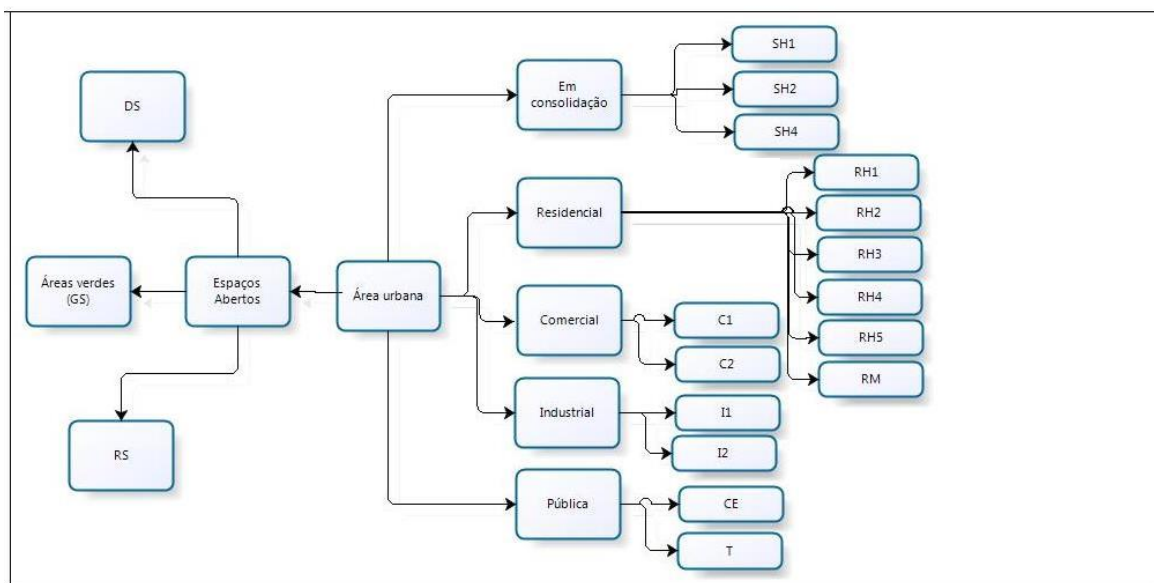 DS
Áreas verdes
(GS)
Espaços
Abertos
RS
Área urbana
Em
consolidação
SH1
SH2
SH4
Residencial
RH1
RH2
RH3
RH4
RH5
RM
Comercial
C1
C2
Industrial
I1
I2
Pública
CE
T